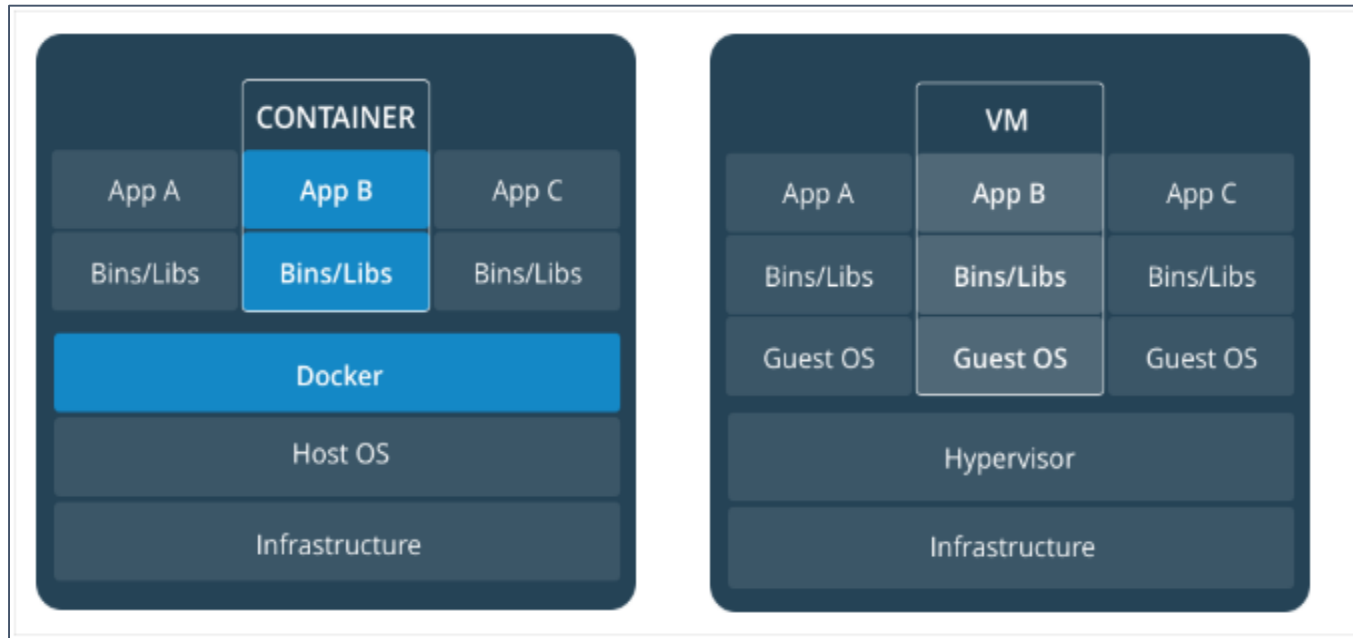 CONTAINER
App A App B App C
Bins/Libs Bins/Libs Bins/Libs
Docker
Host OS
Infrastructure
VM
App A App B App C
Bins/Libs Bins/Libs Bins/Libs
Guest OS Guest OS Guest OS
Hypervisor
Infrastructure